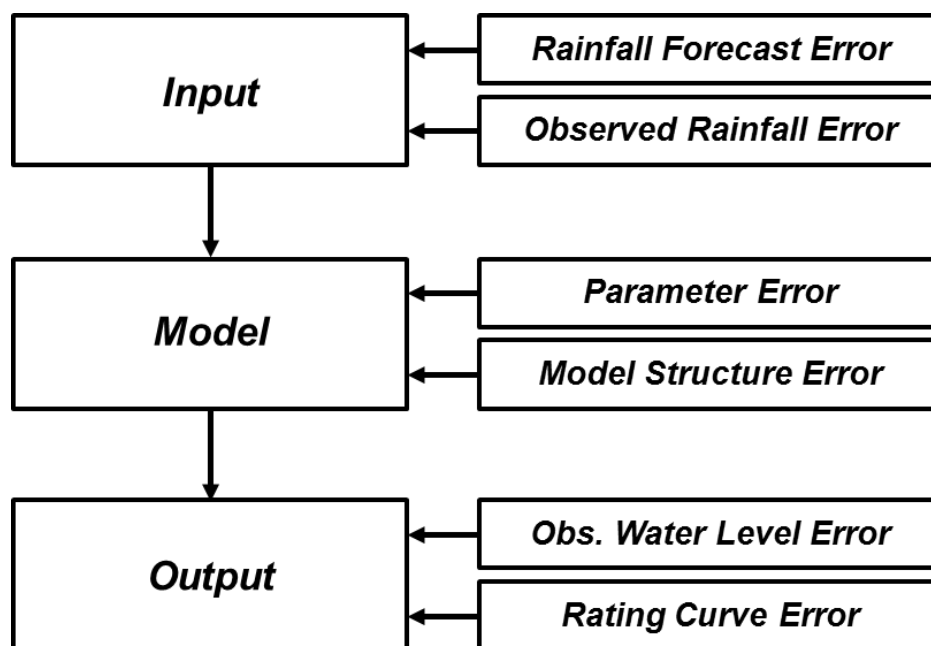 Input
Rainfall Forecast Error
Observed Rainfall Error
Model
Parameter Error
Model Structure Error
Output
Obs. Water Level Error
Rating Curve Error